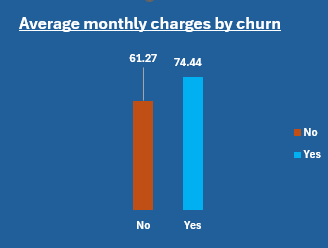 Average monthly charges by churn
61.27
74.44
No
Yes
No
Yes